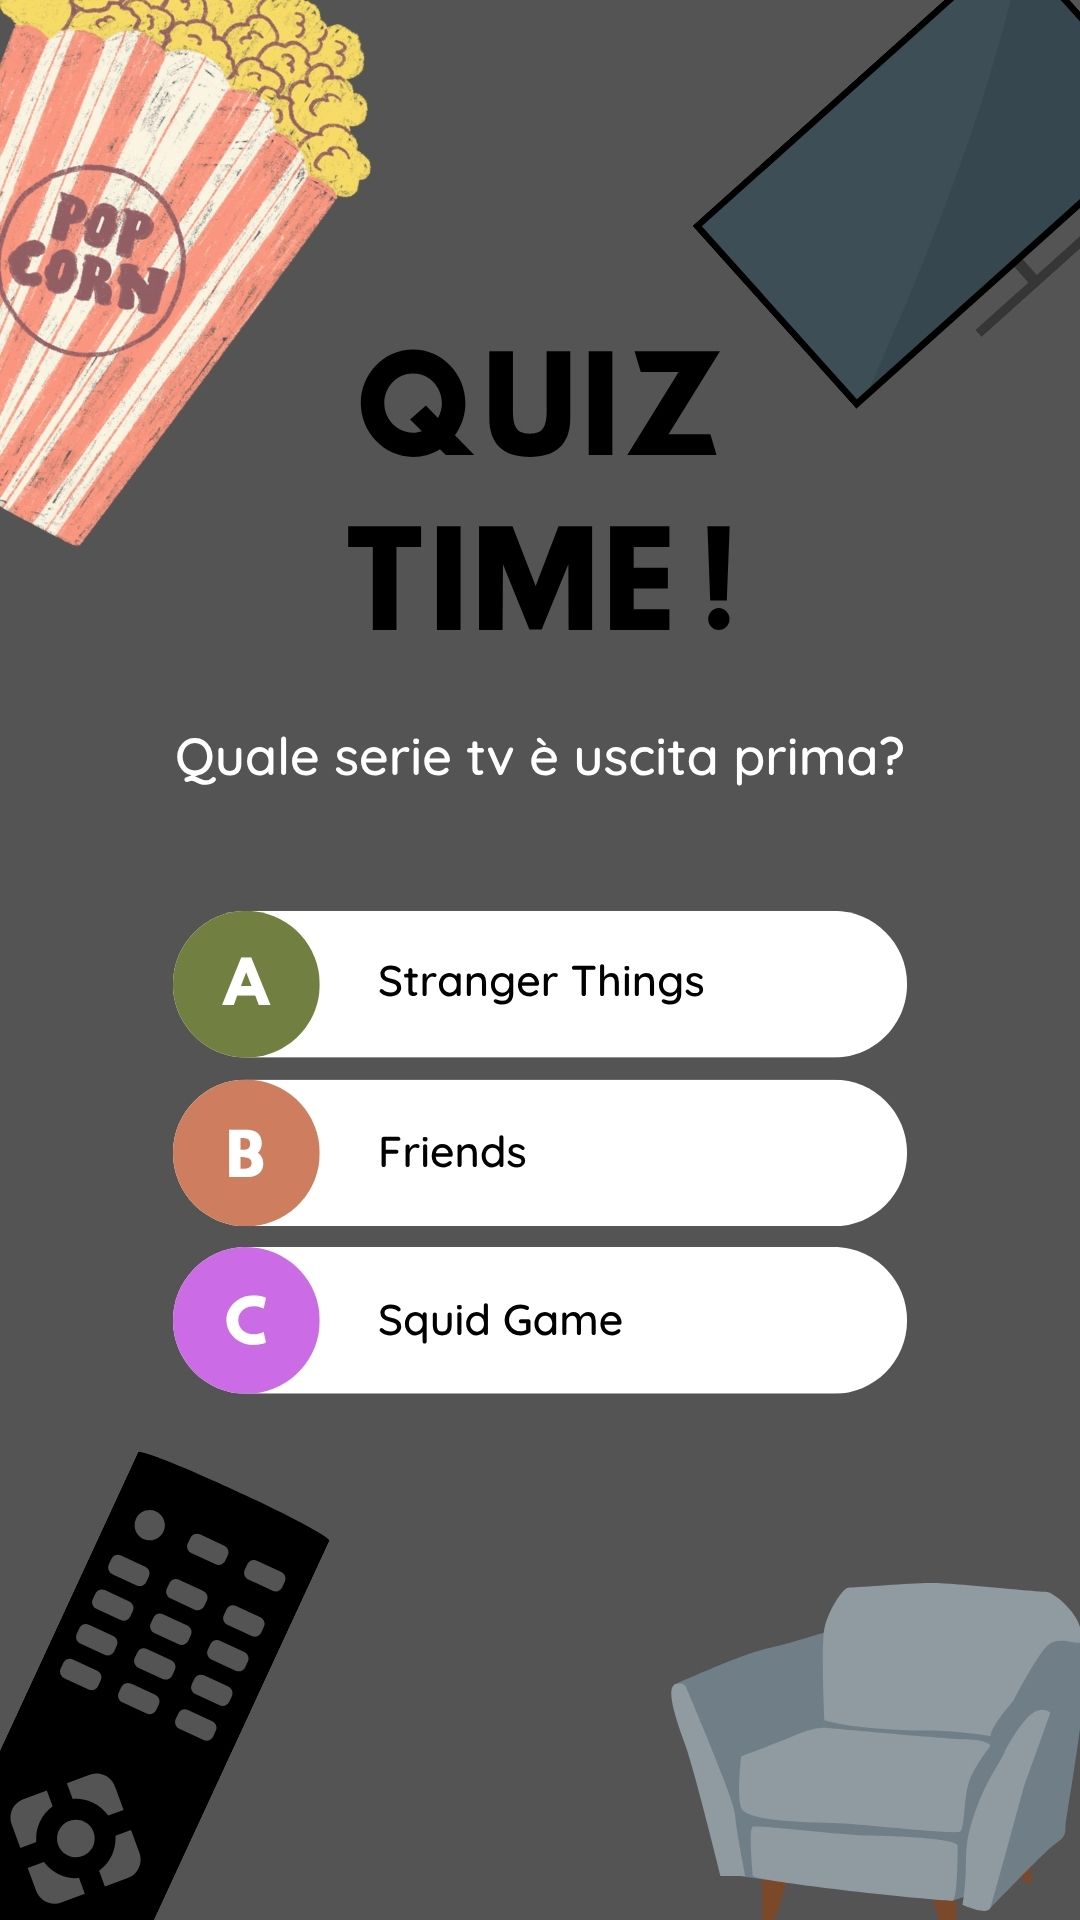 POP
CORN
QUIZ
TIME!
Quale serie tv è uscita prima?
A Stranger Things
B Friends
C Squid Game